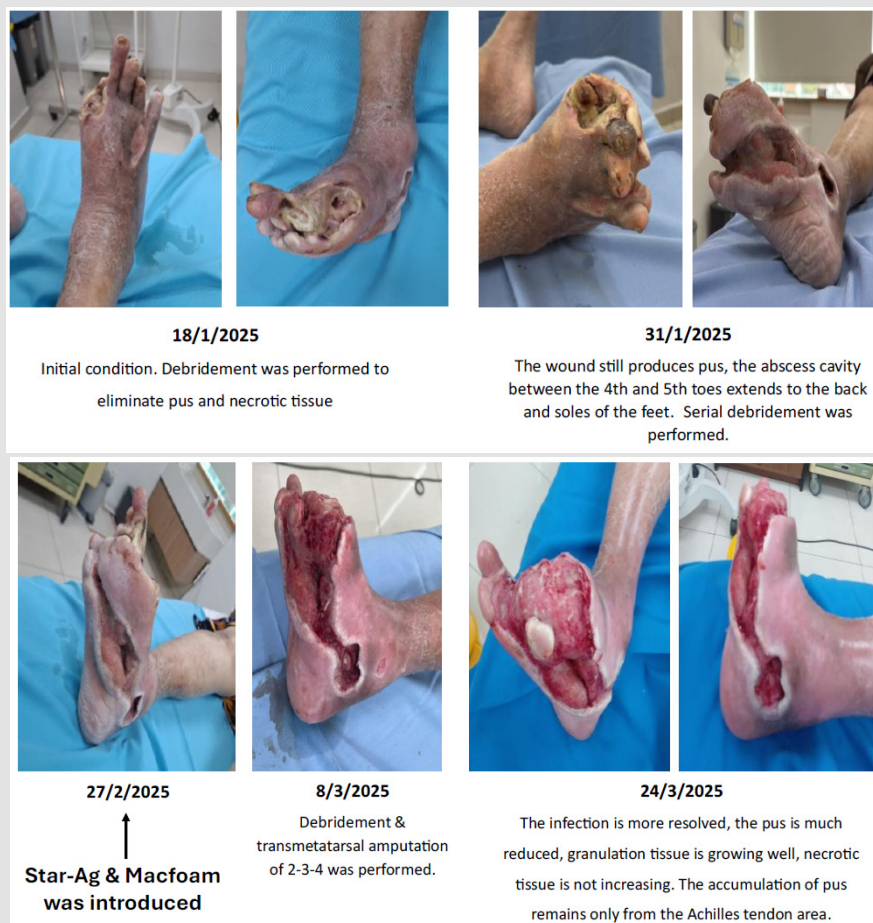 18/1/2025
Initial condition. Debridement was performed to
eliminate pus and necrotic tissue
31/1/2025
The wound still produces pus, the abscess cavity
between the 4th and 5th toes extends to the back
and soles of the feet.  Serial debridement was
performed.
27/2/2025
Star-Ag & Macfoam
was introduced
8/3/2025
Debridement &
transmetatarsal amputation
of 2-3-4 was performed.
24/3/2025
The infection is more resolved, the pus is much
reduced, granulation tissue is growing well, necrotic
tissue is not increasing. The accumulation of pus
remains only from the Achilles tendon area.